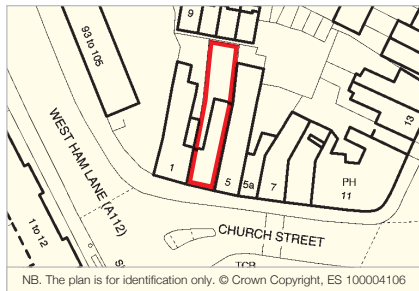 9
93 to 105
13
WEST HAM LANE (A112)
1
5
5a
7
PH
11
1 to 12
CHURCH STREET
TCB
NB. The plan is for identification only. © Crown Copyright, ES 100004106